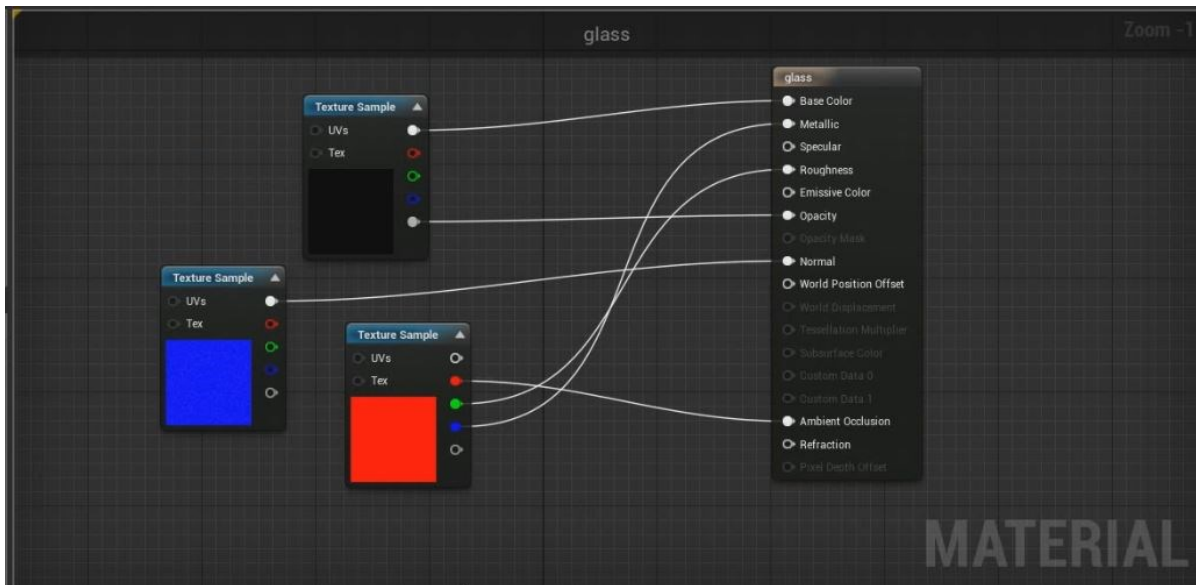 glass
Zoom -1
glass
Base Color
Metallic
Specular
Roughness
Emissive Color
Opacity
Opacity Mask
Normal
World Position Offset
World Displacement
Tessellation Multiplier
Subsurface Color
Custom Data 0
Custom Data 1
Ambient Occlusion
Refraction
Pixel Depth Offset
Texture Sample
UVs
Tex
Texture Sample
UVs
Tex
Texture Sample
UVs
Tex
MATERIAL